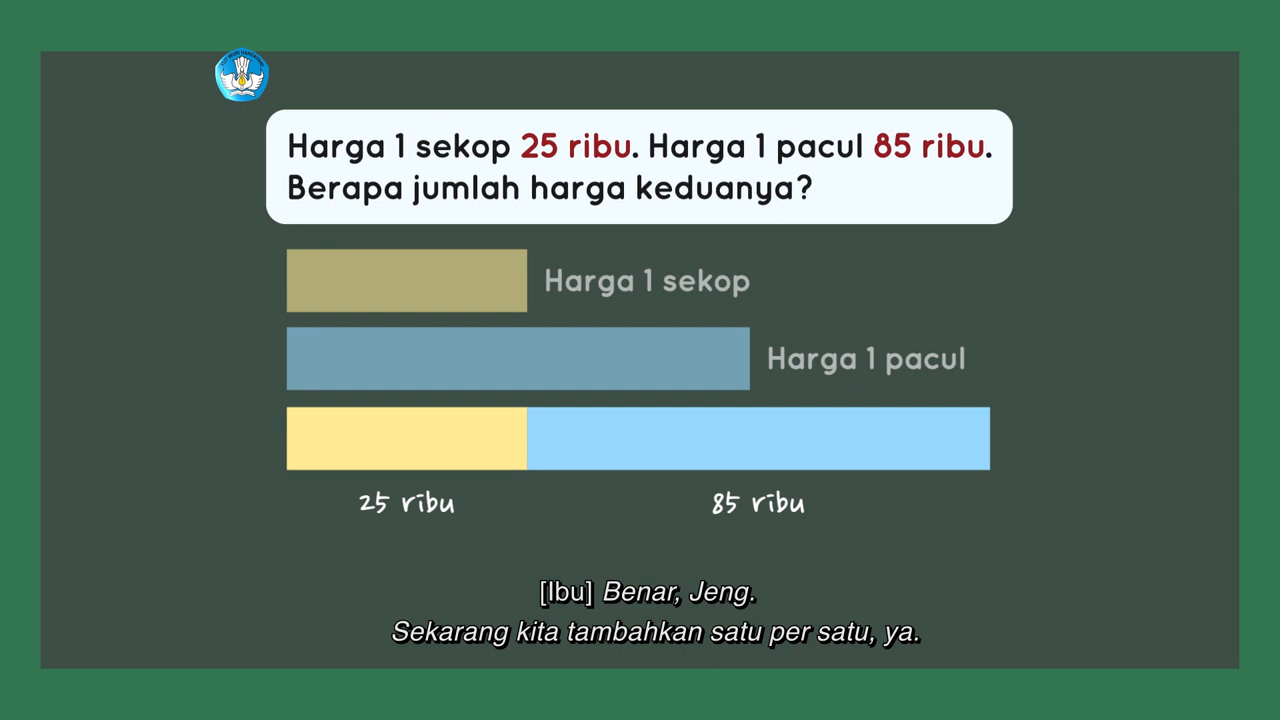 Harga 1 sekop 25 ribu. Harga 1 pacul 85 ribu.
Berapa jumlah harga keduanya?
Harga 1 sekop
Harga 1 pacul
25 ribu 85 ribu
[Ibu] Benar, Jeng.
Sekarang kita tambahkan satu per satu, ya.